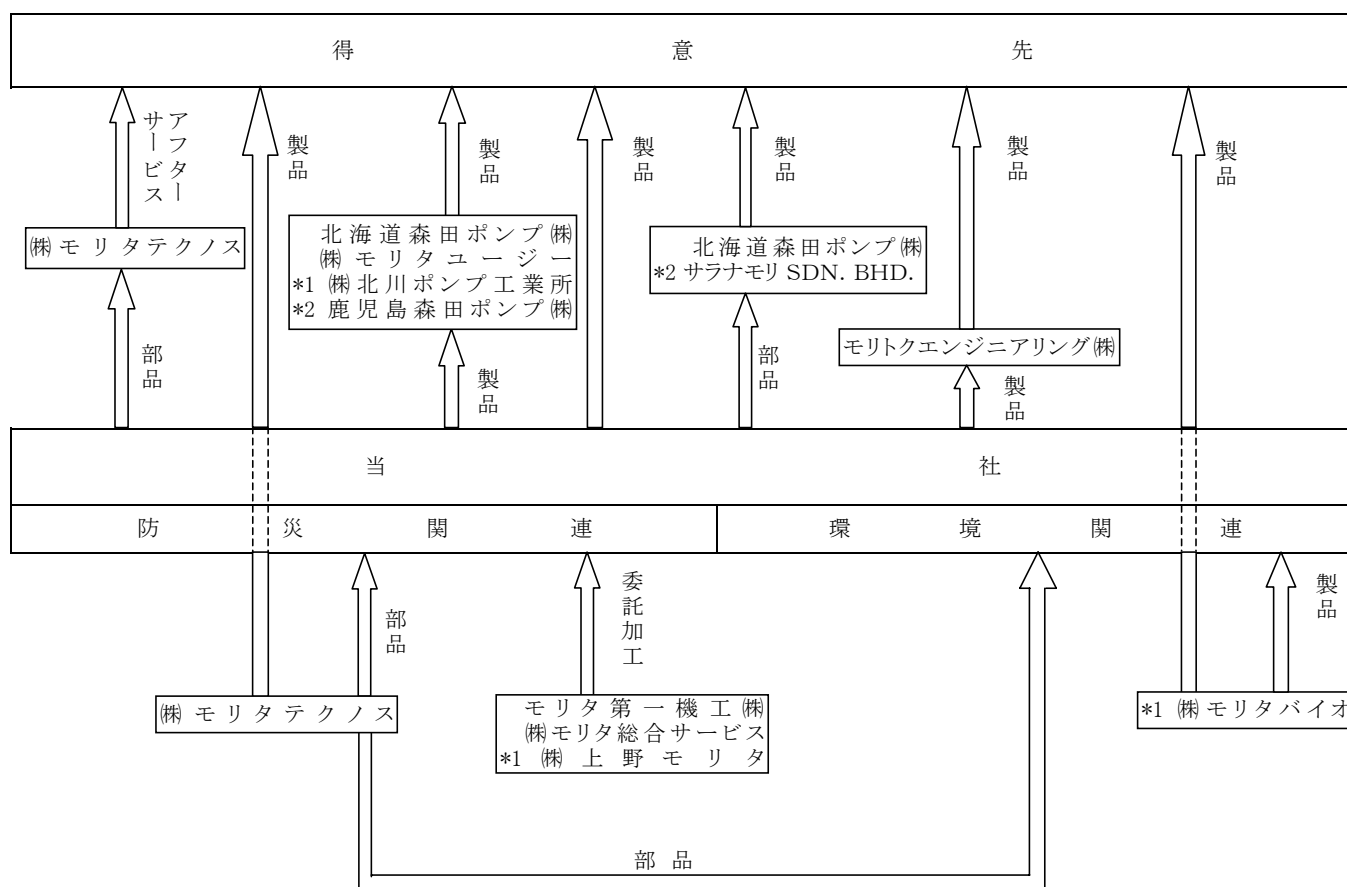 得意先
アフター
サービス
製品
製品
製品
製品
製品
製品
㈱モリタテクノス
北海道森田ポンプ㈱
㈱モリタユージー
*1 ㈱北川ポンプ工業所
*2 鹿児島森田ポンプ㈱
北海道森田ポンプ㈱
*2 サラナモリ SDN. BHD.
モリトクエンジニアリング㈱
部品
製品
部品
製品
当社
防災関連
環境関連
部品
委託加工
製品
㈱モリタテクノス
モリタ第一機工㈱
㈱モリタ総合サービス
*1 ㈱上野モリタ
*1 ㈱モリタバイオ
部品